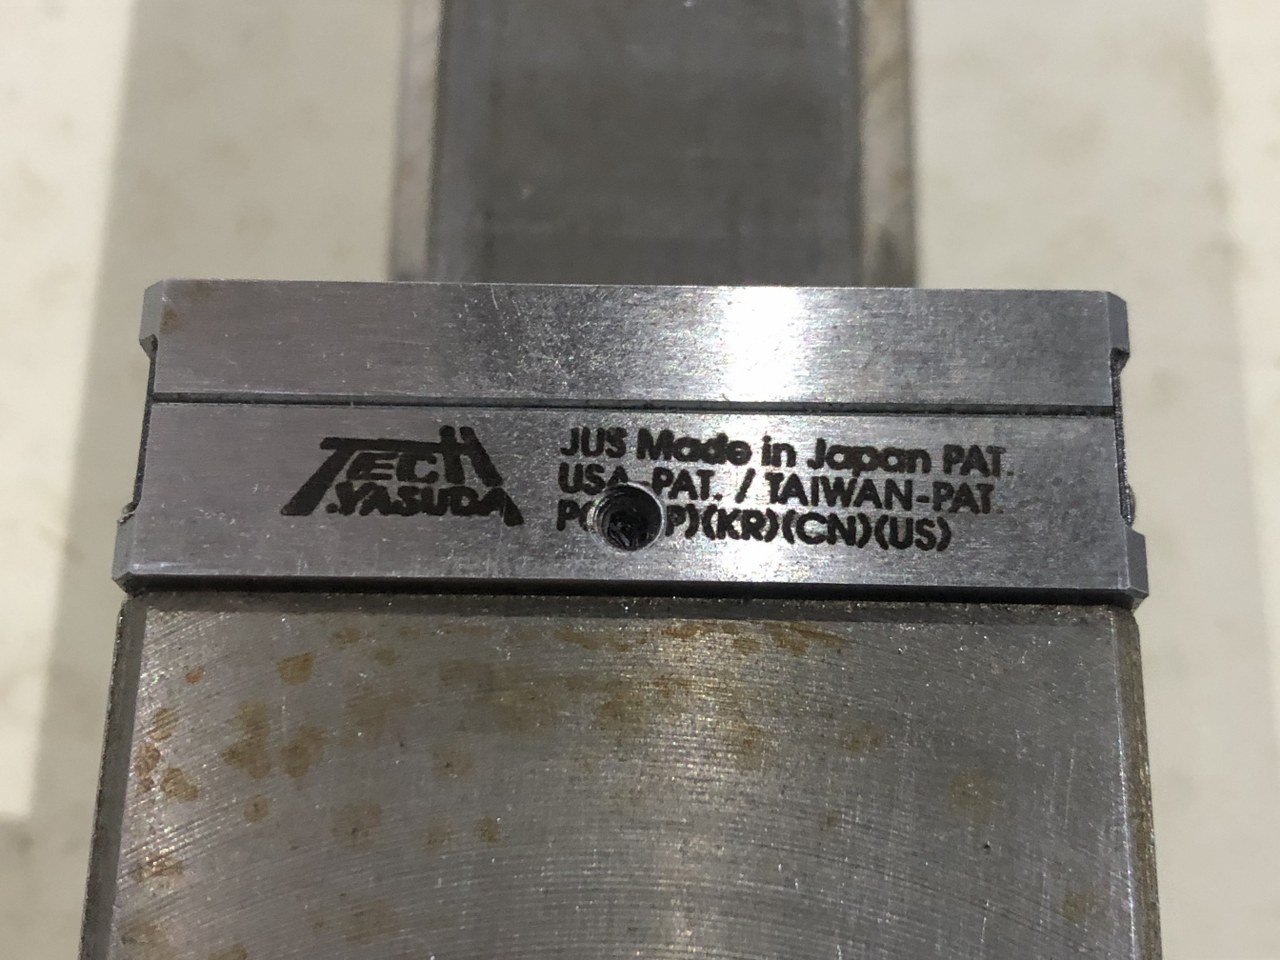 TECH
.YASUDA
JUS Made in Japan PAT.
USA-PAT. / TAIWAN-PAT.
P)(KR)(CN)(US)